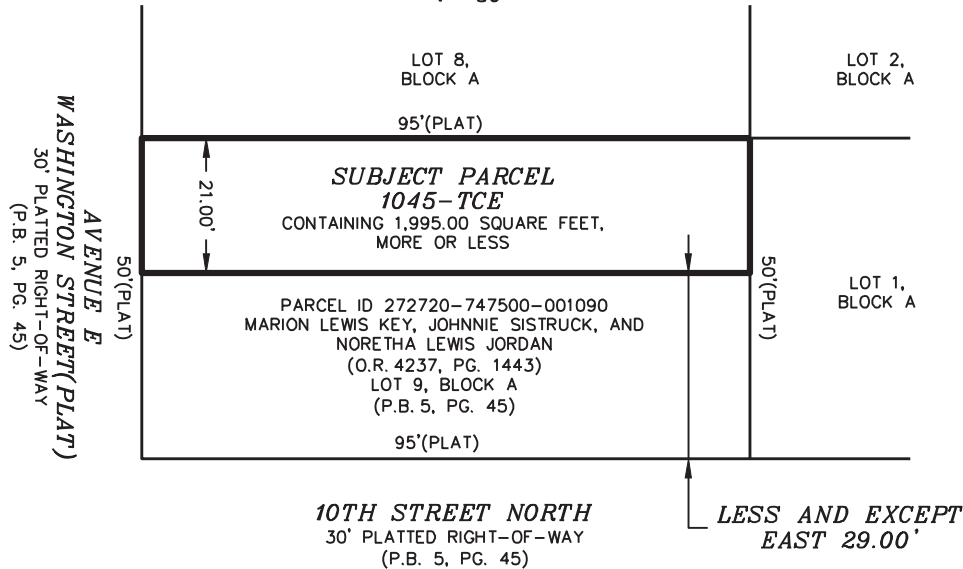 LOT 8,
BLOCK A
LOT 2,
BLOCK A
95'(PLAT)
SUBJECT PARCEL
1045-TCE
CONTAINING 1,995.00 SQUARE FEET,
MORE OR LESS
21.00'
AVENUE E
WASHINGTON STREET(PLAT)
30' PLATTED RIGHT-OF-WAY
(P.B. 5, PG. 45)
50'(PLAT)
50'(PLAT)
LOT 1,
BLOCK A
PARCEL ID 272720-747500-001090
MARION LEWIS KEY, JOHNNIE SISTRUCK, AND
NORETHA LEWIS JORDAN
(O.R. 4237, PG. 1443)
LOT 9, BLOCK A
(P.B. 5, PG. 45)
95'(PLAT)
10TH STREET NORTH
30' PLATTED RIGHT-OF-WAY
(P.B. 5, PG. 45)
LESS AND EXCEPT
EAST 29.00'